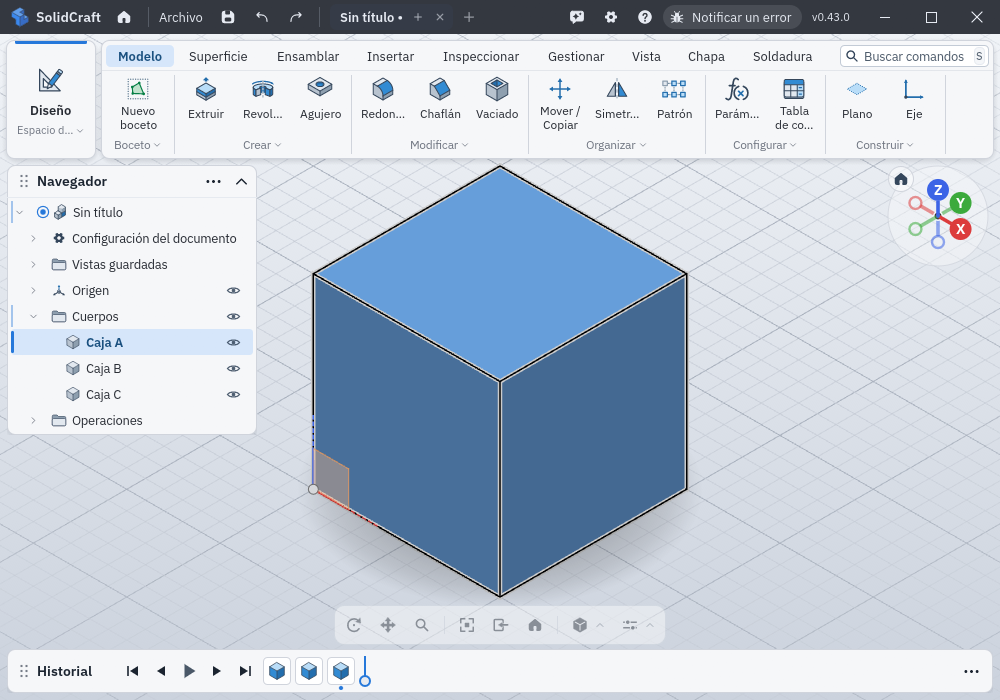 SolidCraft
Archivo
Sin título •
Notificar un error
v0.43.0
Diseño
Espacio d...
Modelo
Superficie
Ensamblar
Insertar
Inspeccionar
Gestionar
Vista
Chapa
Soldadura
Buscar comandos
S
Nuevo
boceto
Extruir
Revol...
Agujero
Redon...
Chaflán
Vaciado
Mover /
Copiar
Simetr...
Patrón
Parám...
Tabla
de co...
Plano
Eje
Boceto
Crear
Modificar
Organizar
Configurar
Construir
Navegador
Sin título
Configuración del documento
Vistas guardadas
Origen
Cuerpos
Caja A
Caja B
Caja C
Operaciones
Z
Y
X
Historial